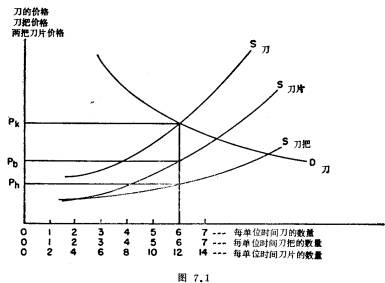 刀的价格
刀把价格
两把刀片价格
S 刀
S 刀片
S 刀把
D 刀
Pk
Pb
Ph
0 1 2 3 4 5 6 7 --- 每单位时间刀的数量
0 1 2 3 4 5 6 7 --- 每单位时间刀把的数量
0 2 4 6 8 10 12 14 --- 每单位时间刀片的数量
图 7.1